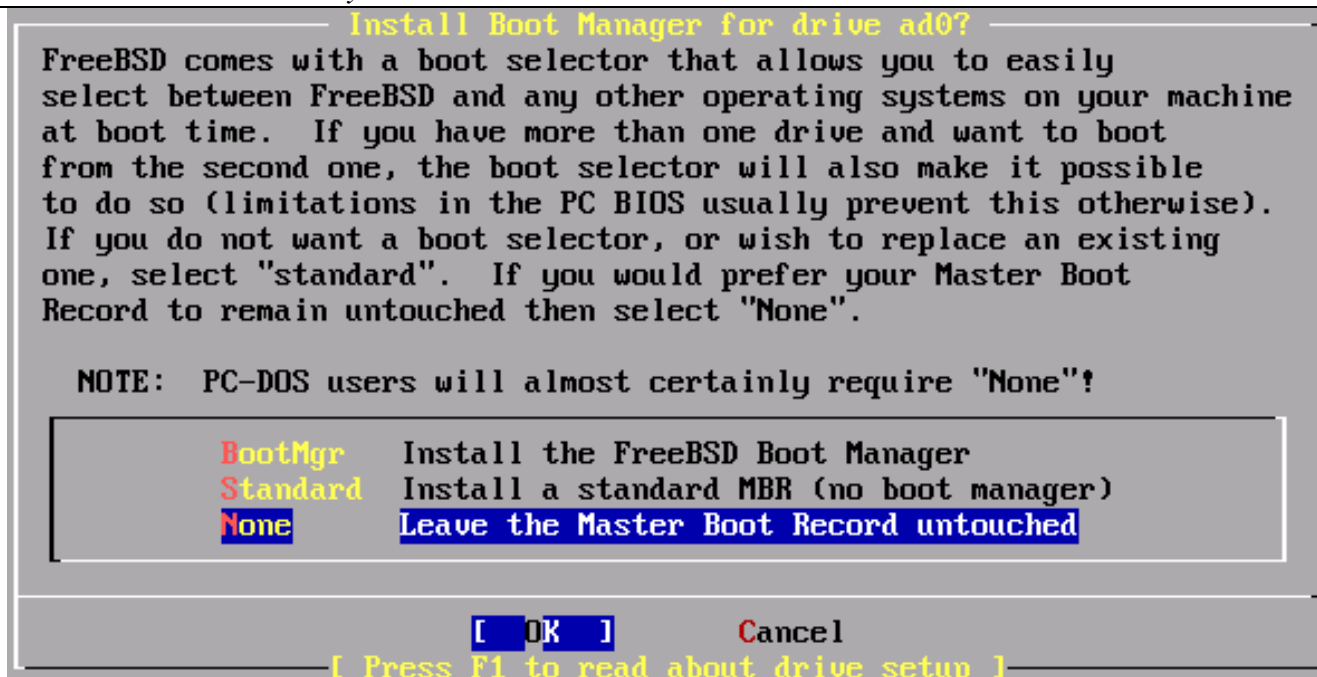 Install Boot Manager for drive ad0?
FreeBSD comes with a boot selector that allows you to easily
select between FreeBSD and any other operating systems on your machine
at boot time.  If you have more than one drive and want to boot
from the second one, the boot selector will also make it possible
to do so (limitations in the PC BIOS usually prevent this otherwise).
If you do not want a boot selector, or wish to replace an existing
one, select "standard".  If you would prefer your Master Boot
Record to remain untouched then select "None".
NOTE:  PC-DOS users will almost certainly require "None"!
BootMgr   Install the FreeBSD Boot Manager
Standard  Install a standard MBR (no boot manager)
None      Leave the Master Boot Record untouched
[  OK  ]       Cancel
[ Press F1 to read about drive setup ]